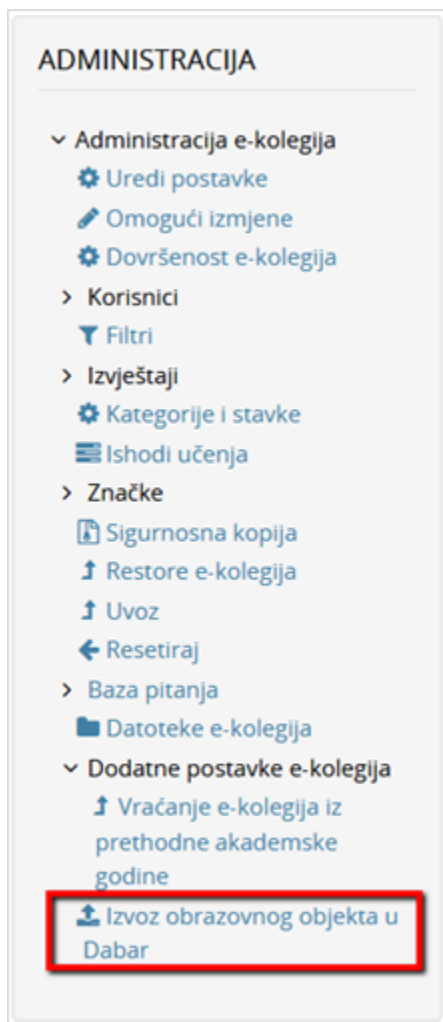 ADMINISTRACIJA
Administracija e-kolegija
Uredi postavke
Omogući izmjene
Dovršenost e-kolegija
Korisnici
Filtri
Izvještaji
Kategorije i stavke
Ishodi učenja
Značke
Sigurnosna kopija
Restore e-kolegija
Uvoz
Resetiraj
Baza pitanja
Datoteke e-kolegija
Dodatne postavke e-kolegija
Vraćanje e-kolegija iz
prethodne akademske
godine
Izvoz obrazovnog objekta u
Dabar